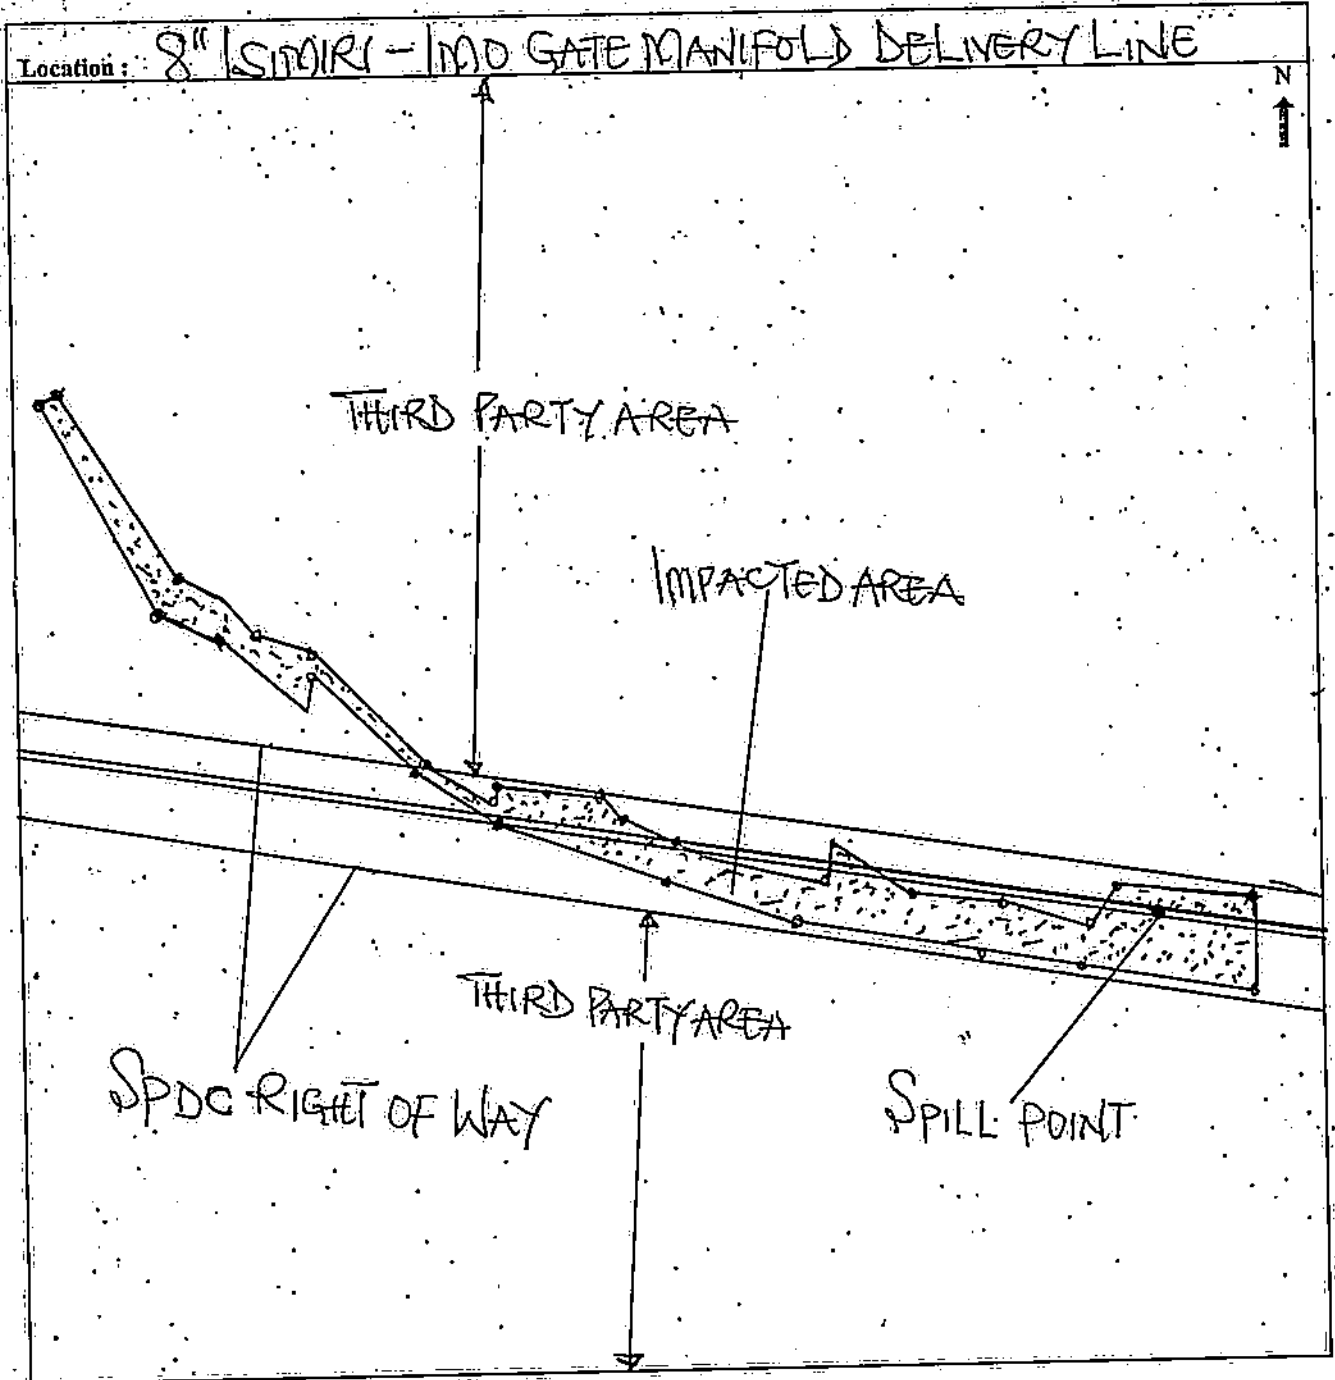 Location : 8" ISIMIRI - IMO GATE MANIFOLD DELIVERY LINE
N
THIRD PARTY AREA
IMPACTED AREA
THIRD PARTY AREA
SPDC RIGHT OF WAY
SPILL POINT